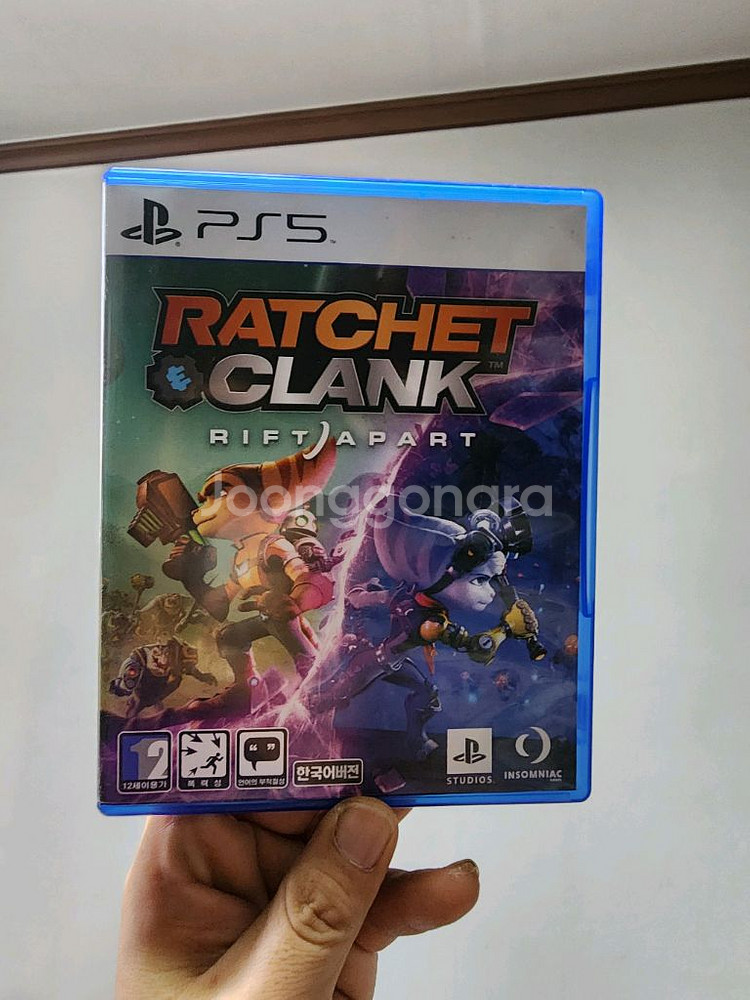 PS5
RATCHET
& CLANK™
RIFT APART
Joonggonara
12
12세이용가
폭력성
언어의 부적절성
한국어버전
STUDIOS
INSOMNIAC